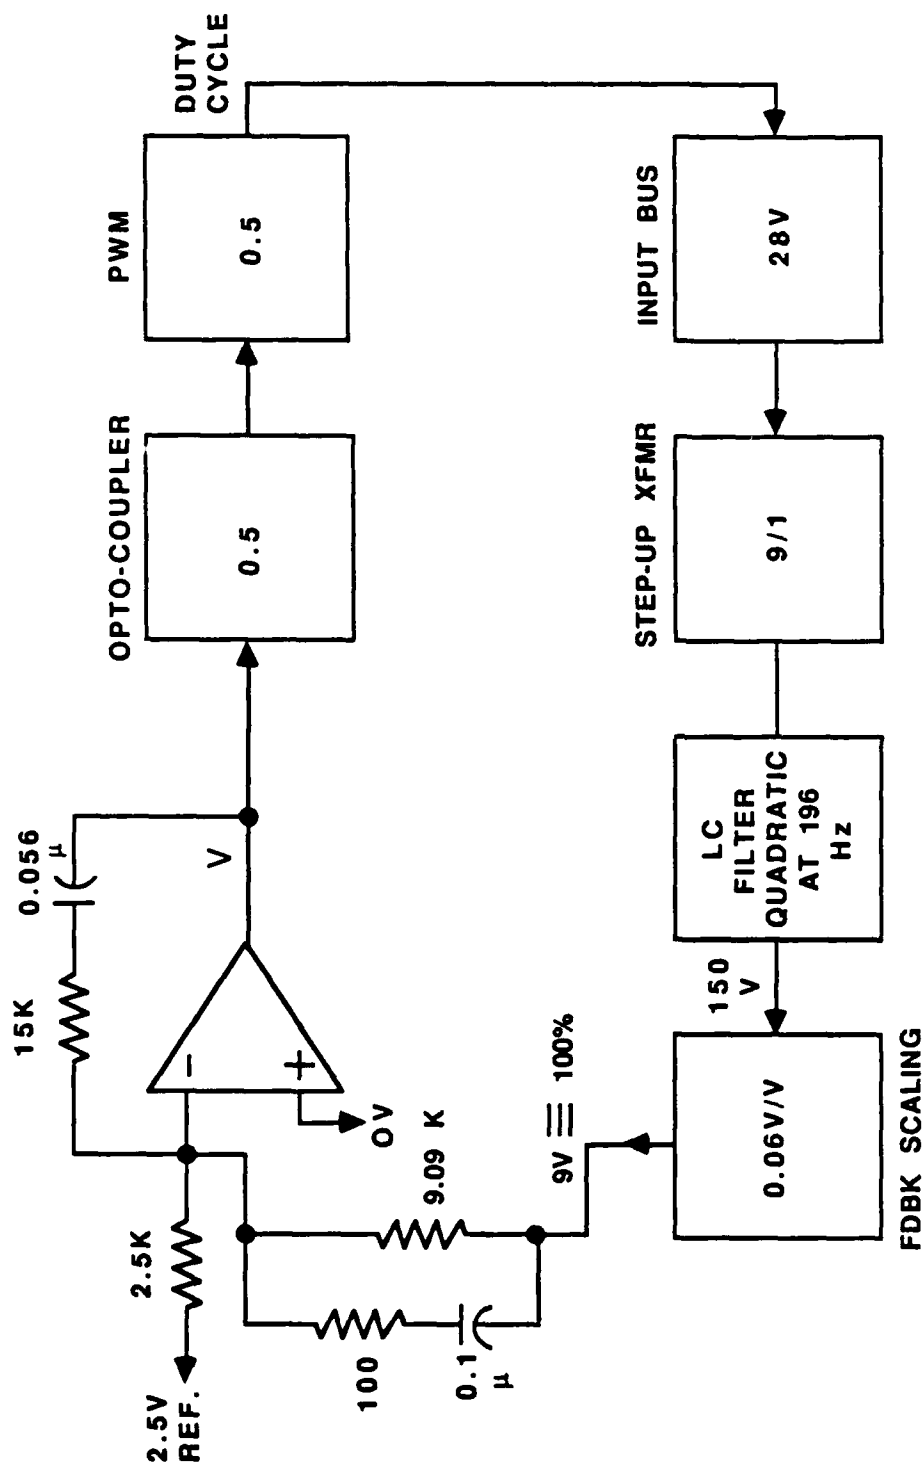 2.5V
REF.
2.5K
15K
0.056
μ
−
+
0V
V
100
0.1
μ
9.09 K
9V ≡ 100%
OPTO-COUPLER
0.5
PWM
0.5
DUTY
CYCLE
INPUT BUS
28V
STEP-UP XFMR
9/1
LC
FILTER
QUADRATIC
AT 196
Hz
150
V
0.06V/V
FDBK SCALING